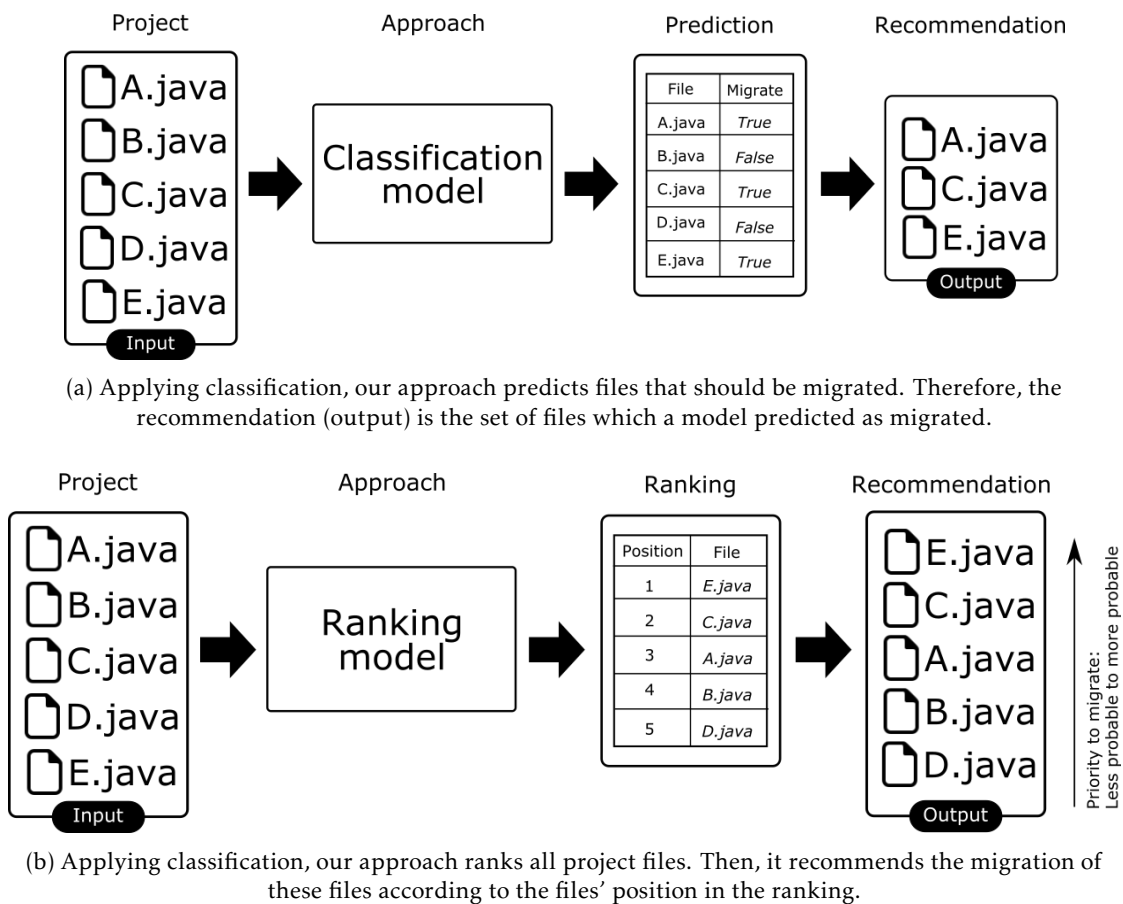 Project Approach Prediction Recommendation
A.java
B.java
C.java
D.java
E.java
Input
Classification
model
File Migrate
A.java True
B.java False
C.java True
D.java False
E.java True
A.java
C.java
E.java
Output
(a) Applying classification, our approach predicts files that should be migrated. Therefore, the
recommendation (output) is the set of files which a model predicted as migrated.
Project Approach Ranking Recommendation
A.java
B.java
C.java
D.java
E.java
Input
Ranking
model
Position File
1 E.java
2 C.java
3 A.java
4 B.java
5 D.java
E.java
C.java
A.java
B.java
D.java
Output
Priority to migrate:
Less probable to more probable
(b) Applying classification, our approach ranks all project files. Then, it recommends the migration of
these files according to the files’ position in the ranking.